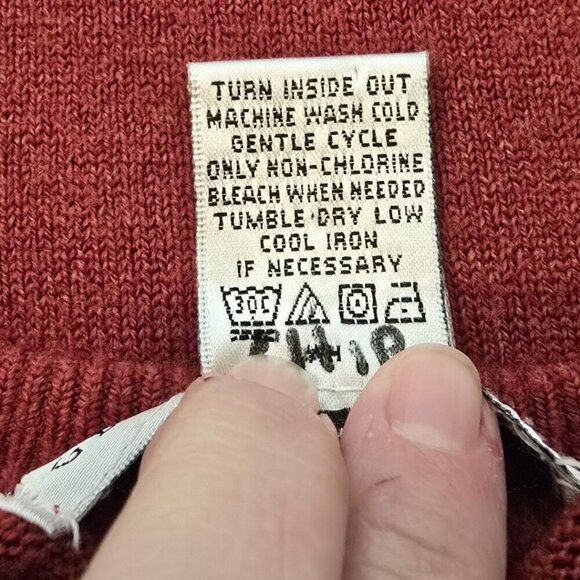 TURN INSIDE OUT
MACHINE WASH COLD
GENTLE CYCLE
ONLY NON-CHLORINE
BLEACH WHEN NEEDED
TUMBLE DRY LOW
COOL IRON
IF NECESSARY
30C